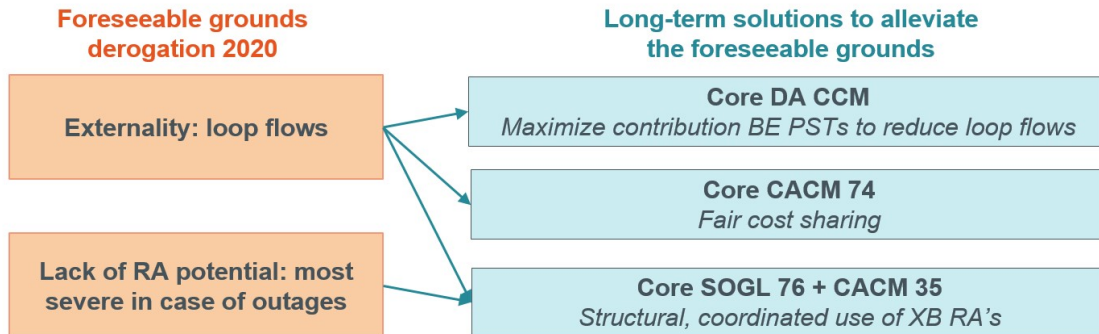 Foreseeable grounds
derogation 2020
Long-term solutions to alleviate
the foreseeable grounds
Externality: loop flows
Core DA CCM
Maximize contribution BE PSTs to reduce loop flows
Core CACM 74
Fair cost sharing
Lack of RA potential: most
severe in case of outages
Core SOGL 76 + CACM 35
Structural, coordinated use of XB RA's